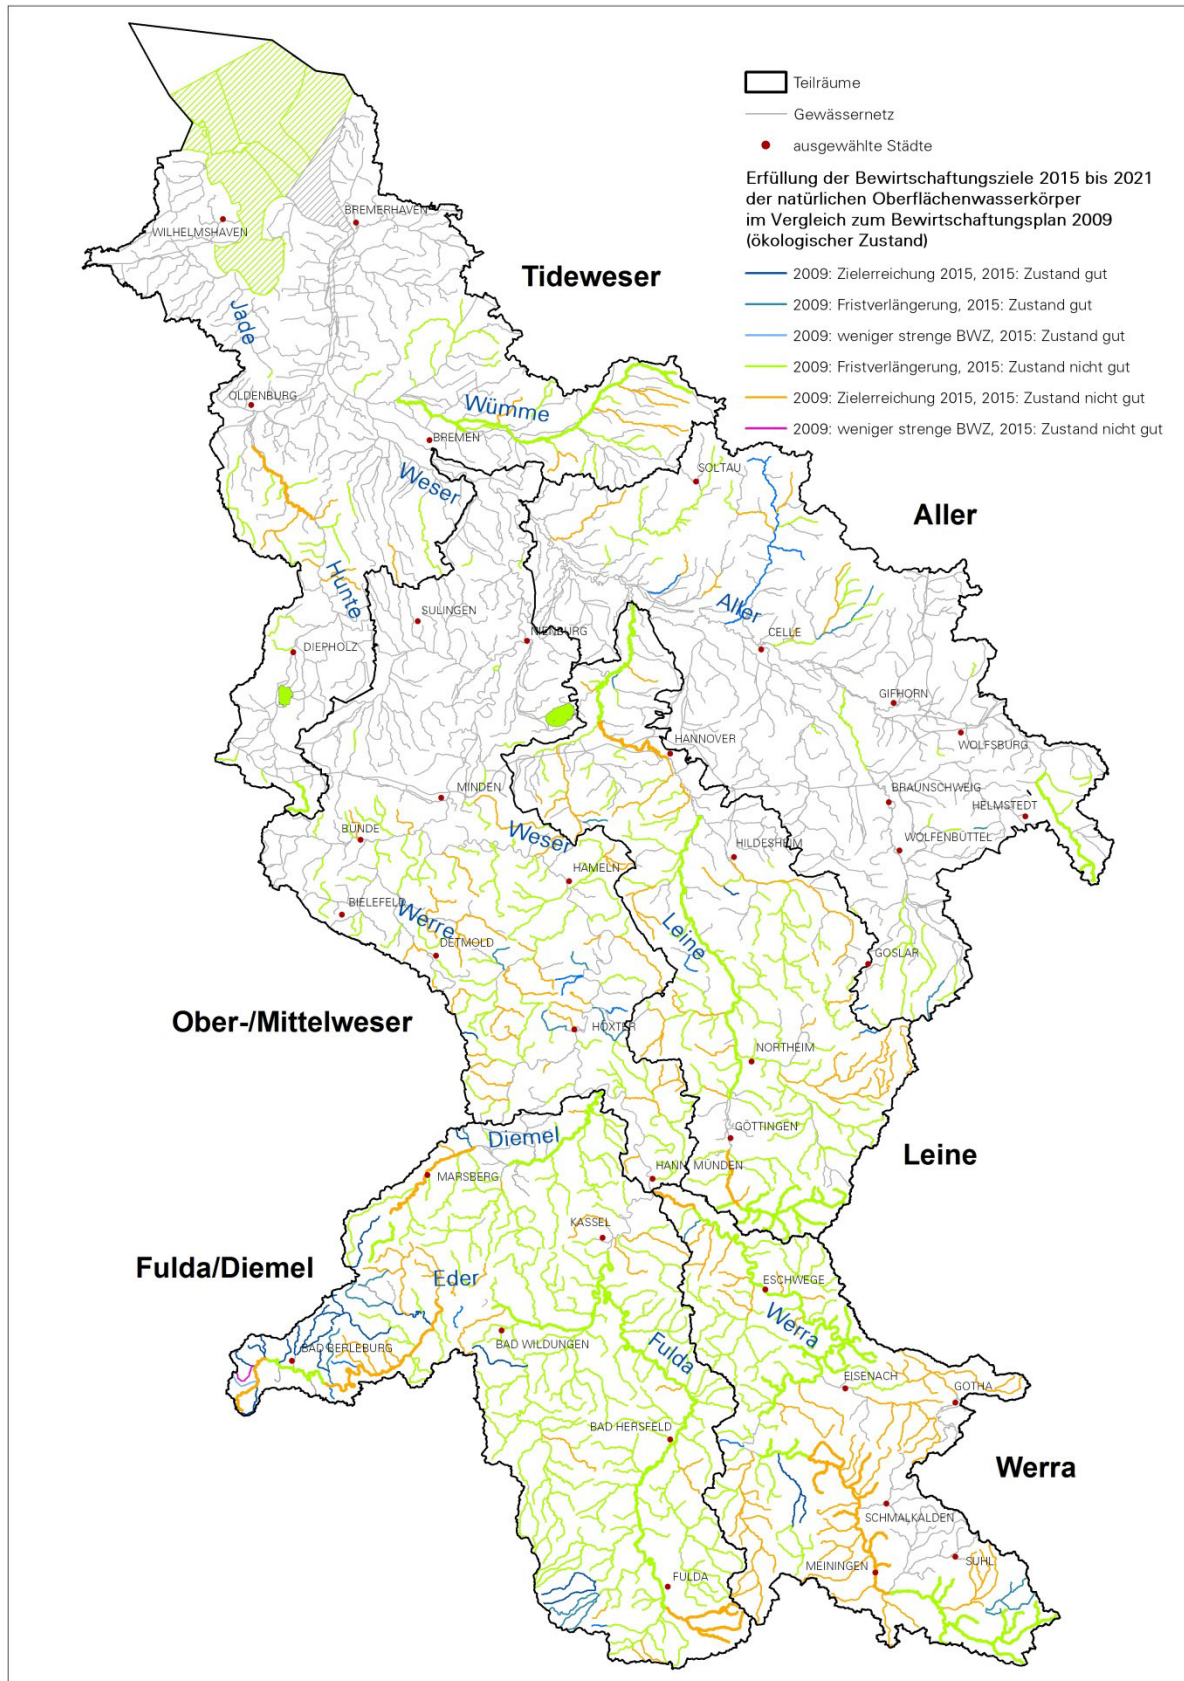 Teilräume
Gewässernetz
ausgewählte Städte
Erfüllung der Bewirtschaftungsziele 2015 bis 2021
der natürlichen Oberflächenwasserkörper
im Vergleich zum Bewirtschaftungsplan 2009
(ökologischer Zustand)
2009: Zielerreichung 2015, 2015: Zustand gut
2009: Fristverlängerung, 2015: Zustand gut
2009: weniger strenge BWZ, 2015: Zustand gut
2009: Fristverlängerung, 2015: Zustand nicht gut
2009: Zielerreichung 2015, 2015: Zustand nicht gut
2009: weniger strenge BWZ, 2015: Zustand nicht gut
BREMERHAVEN
WILHELMSHAVEN
Tideweser
Jade
OLDENBURG
Wümme
BREMEN
Weser
SOLTAU
Aller
Hunte
Aller
SULINGEN
NIENBURG
CELLE
DIEPHOLZ
GIFHORN
HANNOVER
WOLFSBURG
MINDEN
BRAUNSCHWEIG
HELMSTEDT
BÜNDE
Weser
WOLFENBÜTTEL
HILDESHEIM
HAMELN
BIELEFELD
Werre
Leine
DETMOLD
GOSLAR
Ober-/Mittelweser
HÖXTER
NORTHEIM
GÖTTINGEN
Diemel
Leine
MARSBERG
HANN. MÜNDEN
KASSEL
Fulda/Diemel
Eder
ESCHWEGE
Werra
BAD WILDUNGEN
Fulda
BAD BERLEBURG
EISENACH
GOTHA
BAD HERSFELD
Werra
SCHMALKALDEN
SUHL
MEININGEN
FULDA